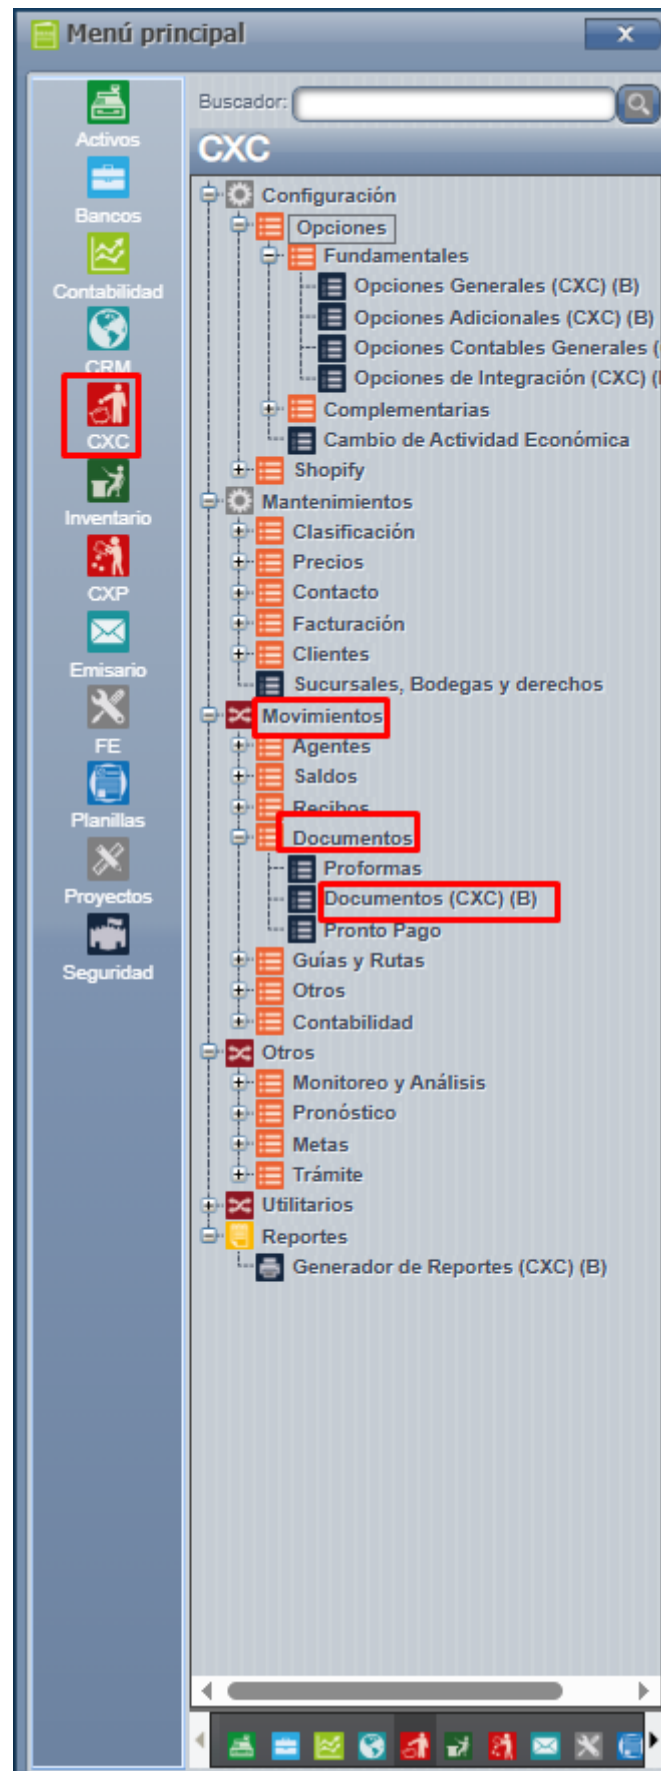 Menú principal
x
Activos
Bancos
Contabilidad
CRM
CXC
Inventario
CXP
Emisario
FE
Planillas
Proyectos
Seguridad
Buscador:
CXC
Configuración
Opciones
Fundamentales
Opciones Generales (CXC) (B)
Opciones Adicionales (CXC) (B)
Opciones Contables Generales (
Opciones de Integración (CXC) (
Complementarias
Cambio de Actividad Económica
Shopify
Mantenimientos
Clasificación
Precios
Contacto
Facturación
Clientes
Sucursales, Bodegas y derechos
Movimientos
Agentes
Saldos
Recibos
Documentos
Proformas
Documentos (CXC) (B)
Pronto Pago
Guías y Rutas
Otros
Contabilidad
Otros
Monitoreo y Análisis
Pronóstico
Metas
Trámite
Utilitarios
Reportes
Generador de Reportes (CXC) (B)